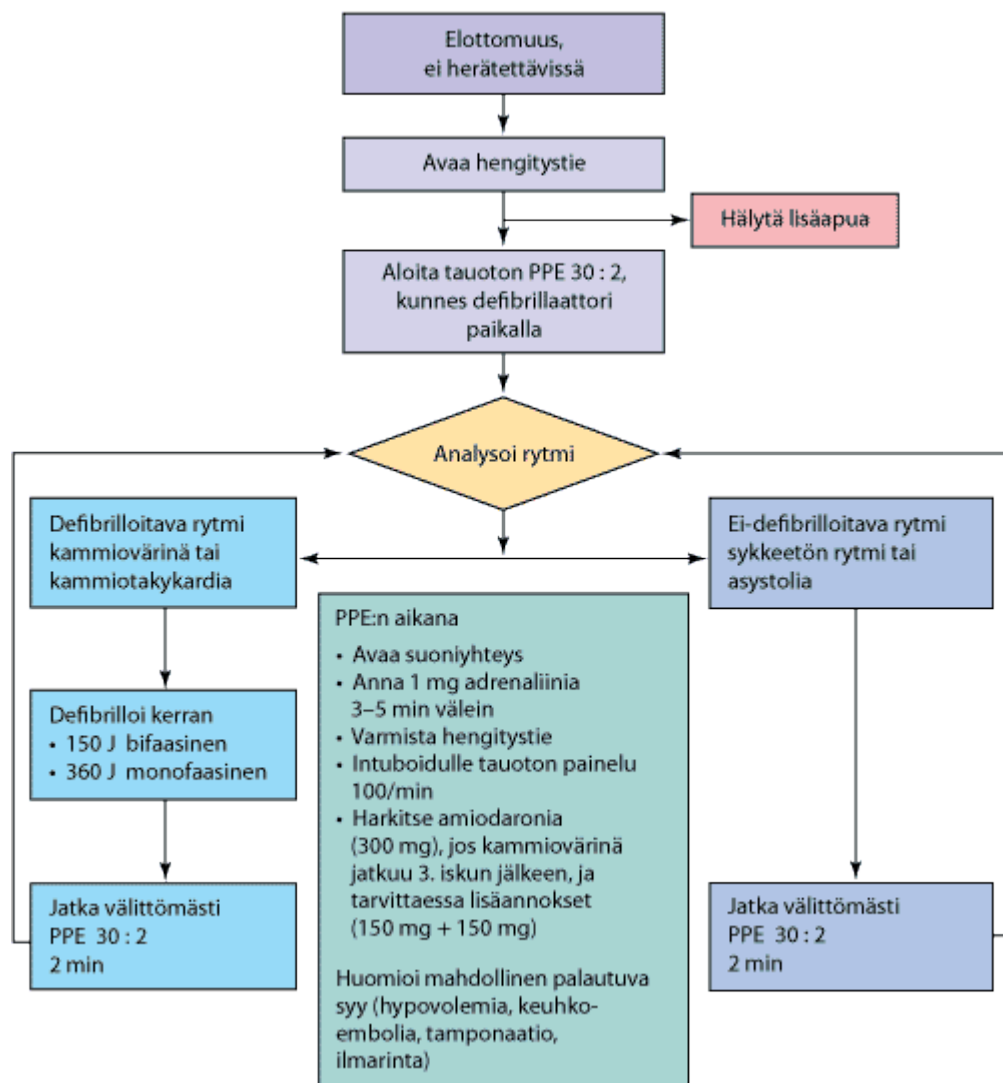 Elottomuus,
ei herätettävissä
Avaa hengitystie
Hälytä lisäapua
Aloita tauoton PPE 30 : 2,
kunnes defibrillaattori
paikalla
Analysoi rytmi
Defibrilloitava rytmi
kammiovärinä tai
kammiotakykardia
Ei-defibrilloitava rytmi
sykkeetön rytmi tai
asystolia
Defibrilloi kerran
• 150 J bifaasinen
• 360 J monofaasinen
PPE:n aikana
• Avaa suoniyhteys
• Anna 1 mg adrenaliinia
3–5 min välein
• Varmista hengitystie
• Intuboidulle tauoton painelu
100/min
• Harkitse amiodaronia
(300 mg), jos kammiovärinä
jatkuu 3. iskun jälkeen, ja
tarvittaessa lisäannokset
(150 mg + 150 mg)
Huomioi mahdollinen palautuva
syy (hypovolemia, keuhko-
embolia, tamponaatio,
ilmarinta)
Jatka välittömästi
PPE 30 : 2
2 min
Jatka välittömästi
PPE 30 : 2
2 min